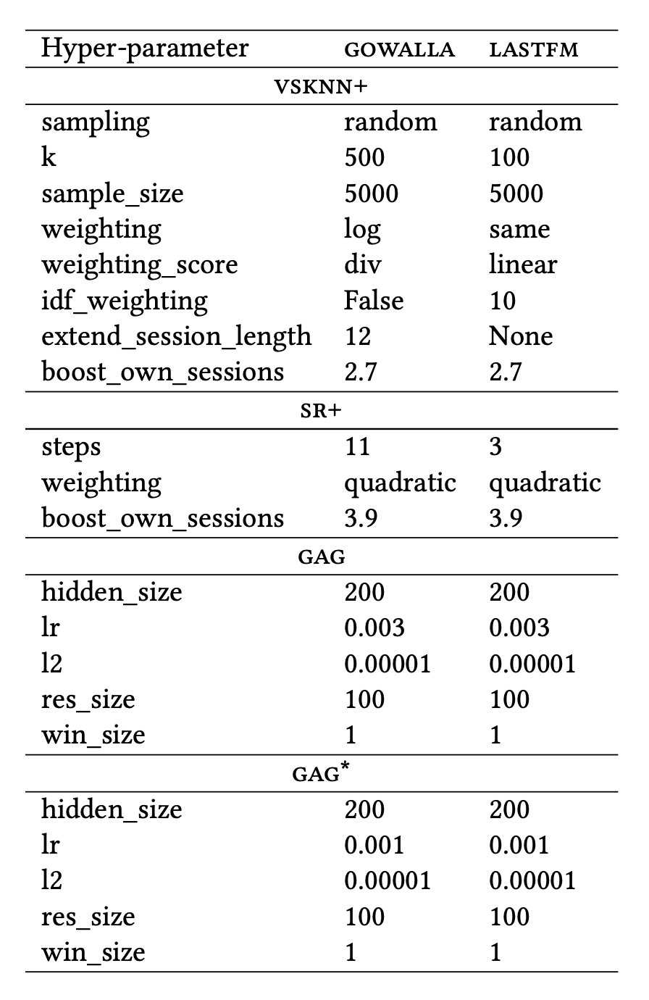 Hyper-parameter GOWALLA LASTFM
VSKNN+
sampling random random
k 500 100
sample_size 5000 5000
weighting log same
weighting_score div linear
idf_weighting False 10
extend_session_length 12 None
boost_own_sessions 2.7 2.7
SR+
steps 11 3
weighting quadratic quadratic
boost_own_sessions 3.9 3.9
GAG
hidden_size 200 200
lr 0.003 0.003
l2 0.00001 0.00001
res_size 100 100
win_size 1 1
GAG*
hidden_size 200 200
lr 0.001 0.001
l2 0.00001 0.00001
res_size 100 100
win_size 1 1